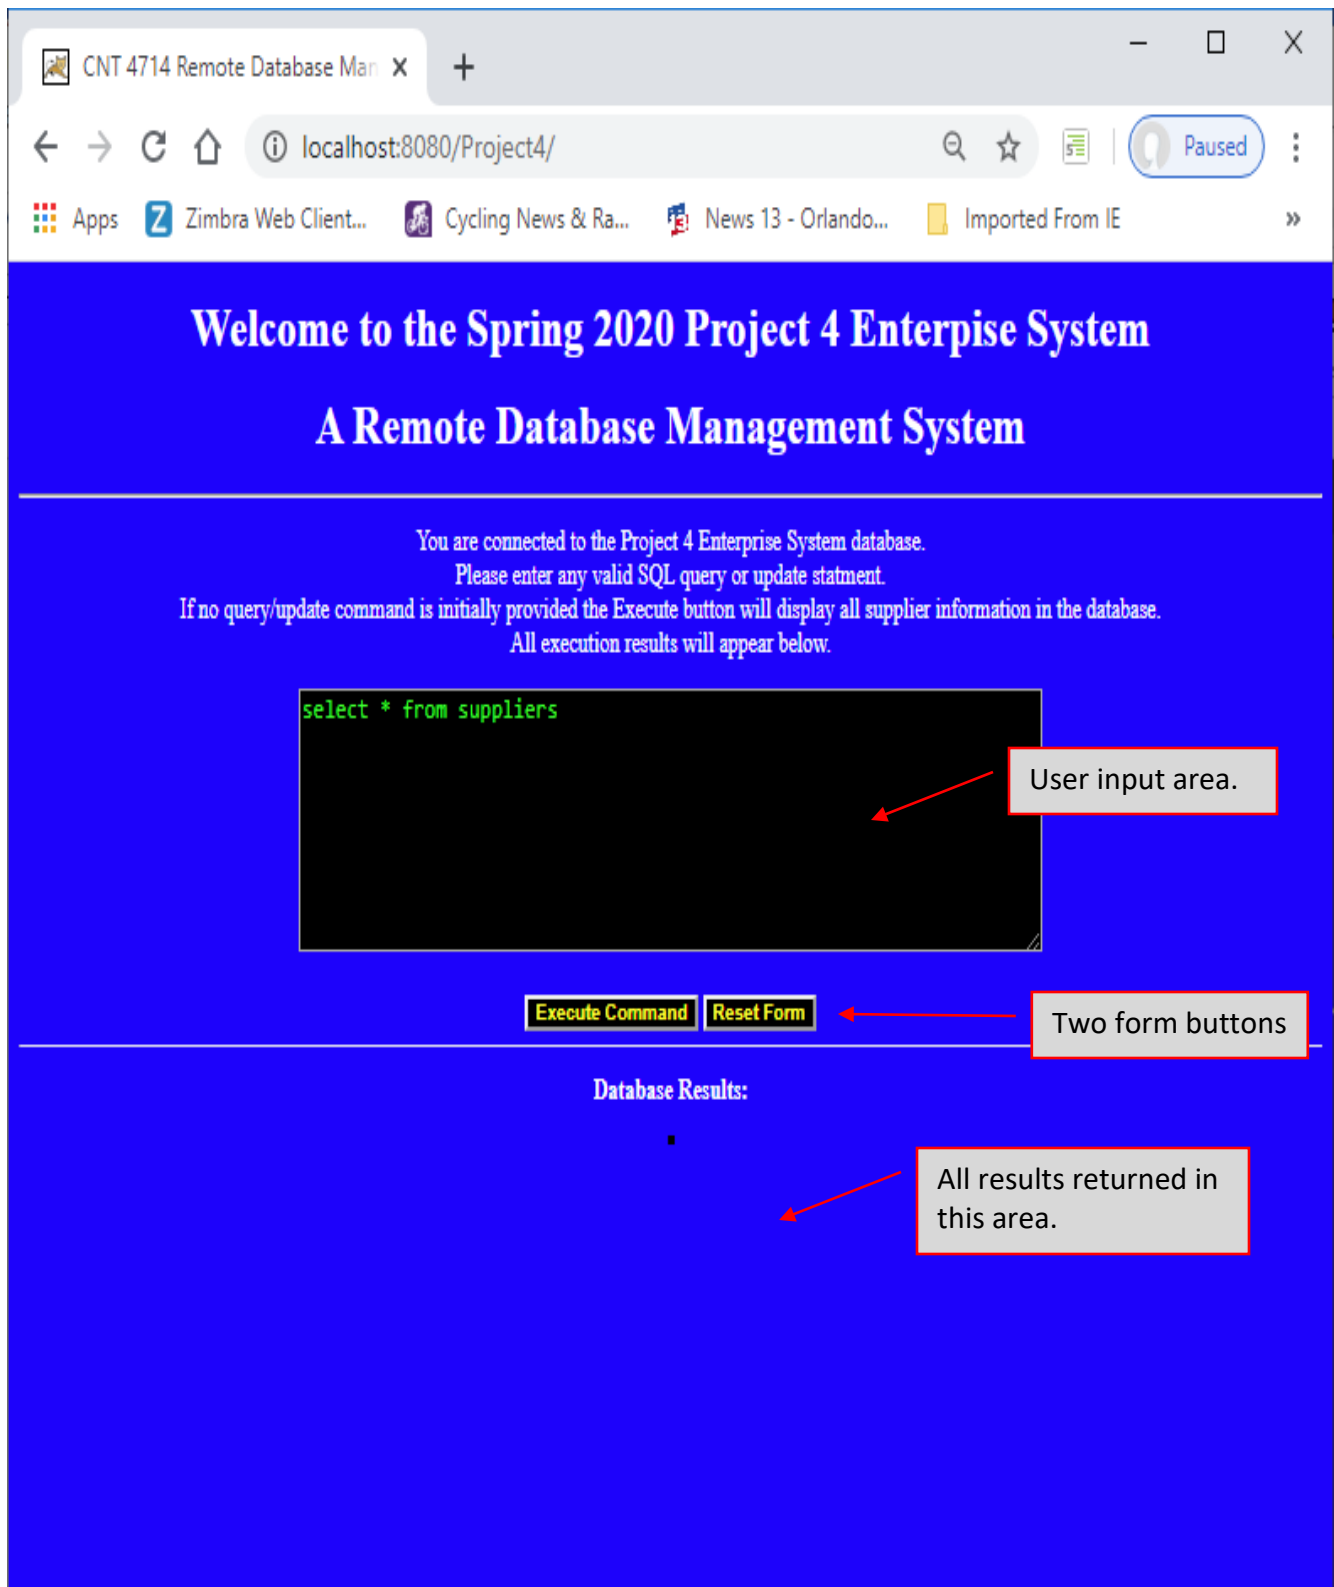 CNT 4714 Remote Database Man
localhost:8080/Project4/
Paused
Apps
Zimbra Web Client...
Cycling News & Ra...
News 13 - Orlando...
Imported From IE
»
Welcome to the Spring 2020 Project 4 Enterpise System
A Remote Database Management System
You are connected to the Project 4 Enterprise System database.
Please enter any valid SQL query or update statment.
If no query/update command is initially provided the Execute button will display all supplier information in the database.
All execution results will appear below.
select * from suppliers
User input area.
Execute Command
Reset Form
Two form buttons
Database Results:
All results returned in
this area.